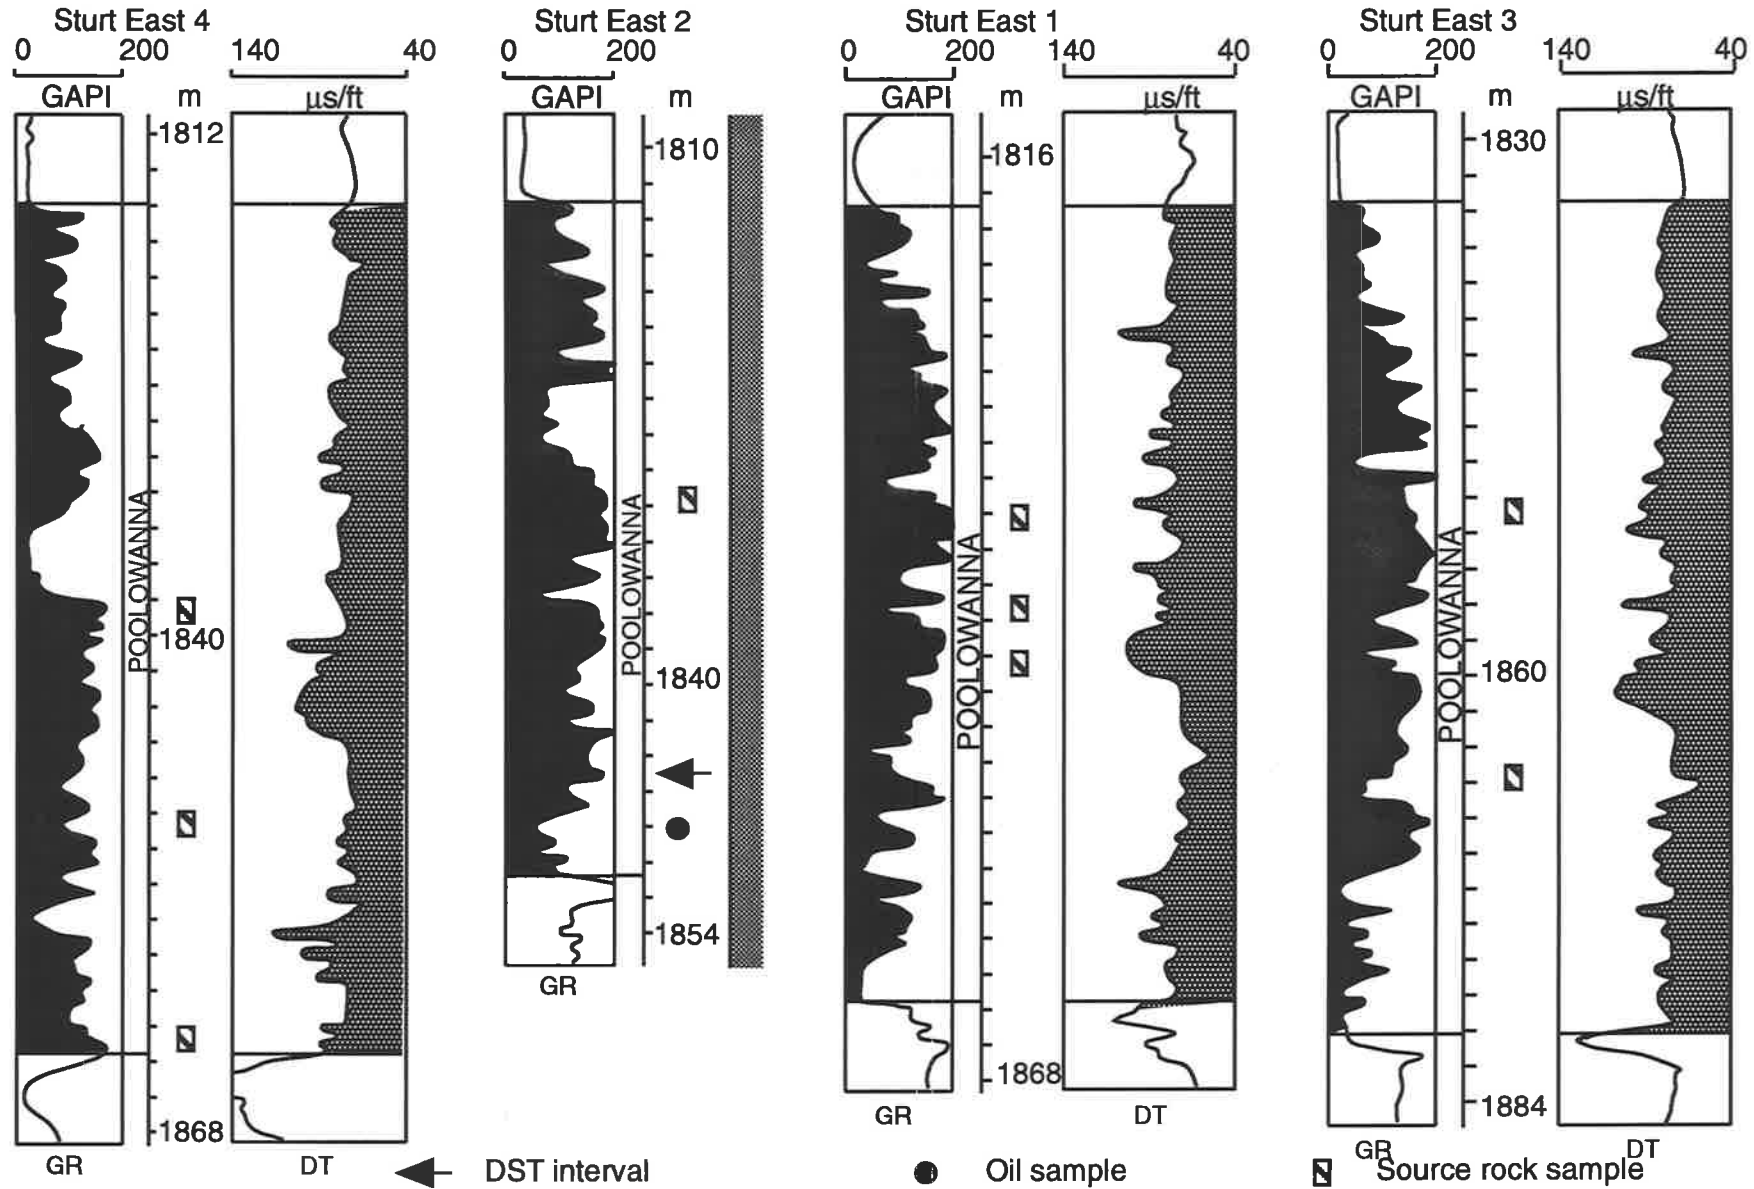 Sturt East 4 Sturt East 2 Sturt East 1 Sturt East 3
0 200 140 40 0 200 0 200 140 40 0 200 140 40
GAPI m µs/ft GAPI m GAPI m µs/ft GAPI m µs/ft
1812 1810 1816 1830
POOLOWANNA POOLOWANNA POOLOWANNA POOLOWANNA
1840 1840 1860
1854
1868 1868 1884
GR DT GR GR DT GR DT
DST interval Oil sample Source rock sample